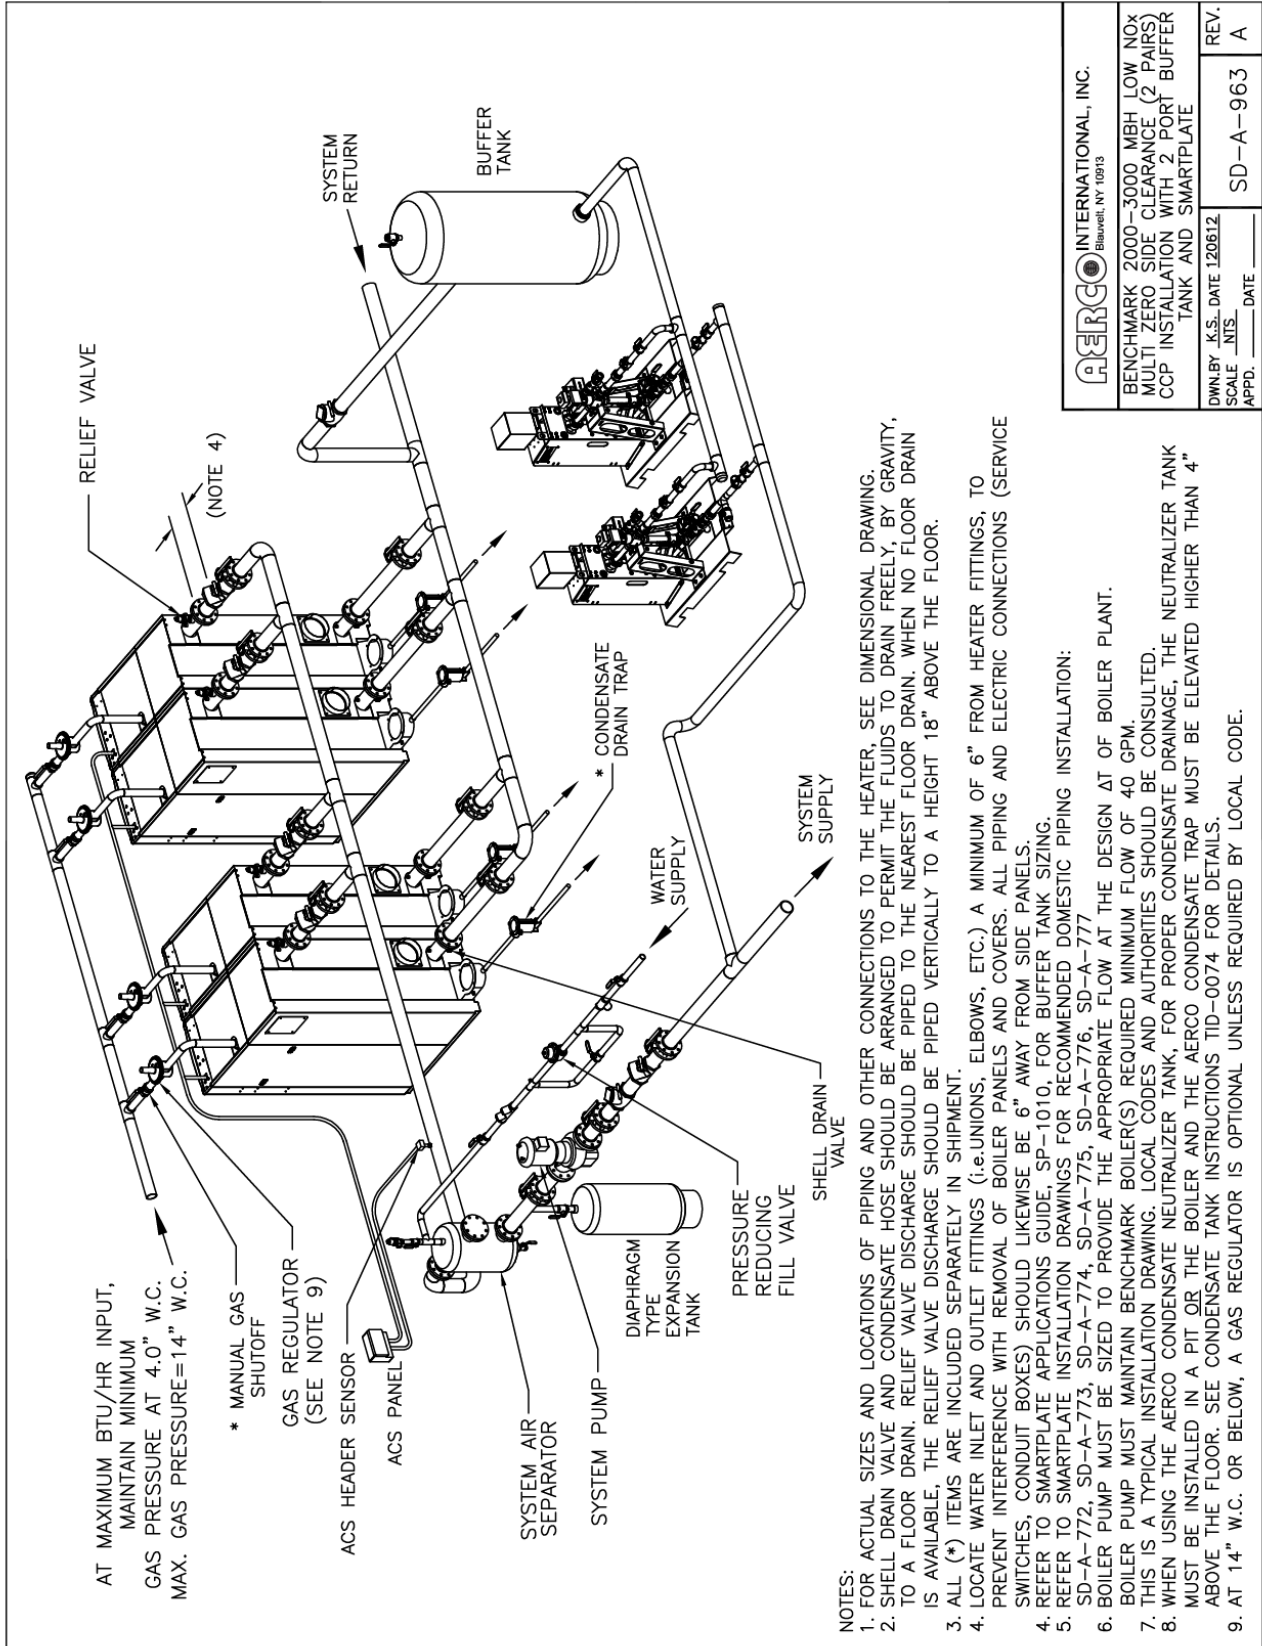 AT MAXIMUM BTU/HR INPUT,
MAINTAIN MINIMUM
GAS PRESSURE AT 4.0" W.C.
MAX. GAS PRESSURE=14" W.C.
* MANUAL GAS
SHUTOFF
GAS REGULATOR
(SEE NOTE 9)
ACS HEADER SENSOR
ACS PANEL
SYSTEM AIR
SEPARATOR
SYSTEM PUMP
DIAPHRAGM
TYPE
EXPANSION
TANK
PRESSURE
REDUCING
FILL VALVE
SHELL DRAIN
VALVE
WATER
SUPPLY
SYSTEM
SUPPLY
* CONDENSATE
DRAIN TRAP
RELIEF VALVE
(NOTE 4)
SYSTEM
RETURN
BUFFER
TANK
NOTES:
1. FOR ACTUAL SIZES AND LOCATIONS OF PIPING AND OTHER CONNECTIONS TO THE HEATER, SEE DIMENSIONAL DRAWING.
2. SHELL DRAIN VALVE AND CONDENSATE HOSE SHOULD BE ARRANGED TO PERMIT THE FLUIDS TO DRAIN FREELY, BY GRAVITY,
TO A FLOOR DRAIN. RELIEF VALVE DISCHARGE SHOULD BE PIPED TO THE NEAREST FLOOR DRAIN. WHEN NO FLOOR DRAIN
IS AVAILABLE, THE RELIEF VALVE DISCHARGE SHOULD BE PIPED VERTICALLY TO A HEIGHT 18" ABOVE THE FLOOR.
3. ALL (*) ITEMS ARE INCLUDED SEPARATELY IN SHIPMENT.
4. LOCATE WATER INLET AND OUTLET FITTINGS (i.e.UNIONS, ELBOWS, ETC.) A MINIMUM OF 6" FROM HEATER FITTINGS, TO
PREVENT INTERFERENCE WITH REMOVAL OF BOILER PANELS AND COVERS. ALL PIPING AND ELECTRIC CONNECTIONS (SERVICE
SWITCHES, CONDUIT BOXES) SHOULD LIKEWISE BE 6" AWAY FROM SIDE PANELS.
4. REFER TO SMARTPLATE APPLICATIONS GUIDE, SP-1010, FOR BUFFER TANK SIZING.
5. REFER TO SMARTPLATE INSTALLATION DRAWINGS FOR RECOMMENDED DOMESTIC PIPING INSTALLATION:
SD-A-772, SD-A-773, SD-A-774, SD-A-775, SD-A-776, SD-A-777
6. BOILER PUMP MUST BE SIZED TO PROVIDE THE APPROPRIATE FLOW AT THE DESIGN ΔT OF BOILER PLANT.
BOILER PUMP MUST MAINTAIN BENCHMARK BOILER(S) REQUIRED MINIMUM FLOW OF 40 GPM.
7. THIS IS A TYPICAL INSTALLATION DRAWING. LOCAL CODES AND AUTHORITIES SHOULD BE CONSULTED.
8. WHEN USING THE AERCO CONDENSATE NEUTRALIZER TANK, FOR PROPER CONDENSATE DRAINAGE, THE NEUTRALIZER TANK
MUST BE INSTALLED IN A PIT OR THE BOILER AND THE AERCO CONDENSATE TRAP MUST BE ELEVATED HIGHER THAN 4"
ABOVE THE FLOOR. SEE CONDENSATE TANK INSTRUCTIONS TID-0074 FOR DETAILS.
9. AT 14" W.C. OR BELOW, A GAS REGULATOR IS OPTIONAL UNLESS REQUIRED BY LOCAL CODE.
AERCO INTERNATIONAL, INC.
Blauvelt, NY 10913
BENCHMARK 2000-3000 MBH LOW NOx
MULTI ZERO SIDE CLEARANCE (2 PAIRS)
CCP INSTALLATION WITH 2 PORT BUFFER
TANK AND SMARTPLATE
DWN.BY K.S. DATE 120612
SCALE NTS
APPD. DATE
SD-A-963
REV.
A